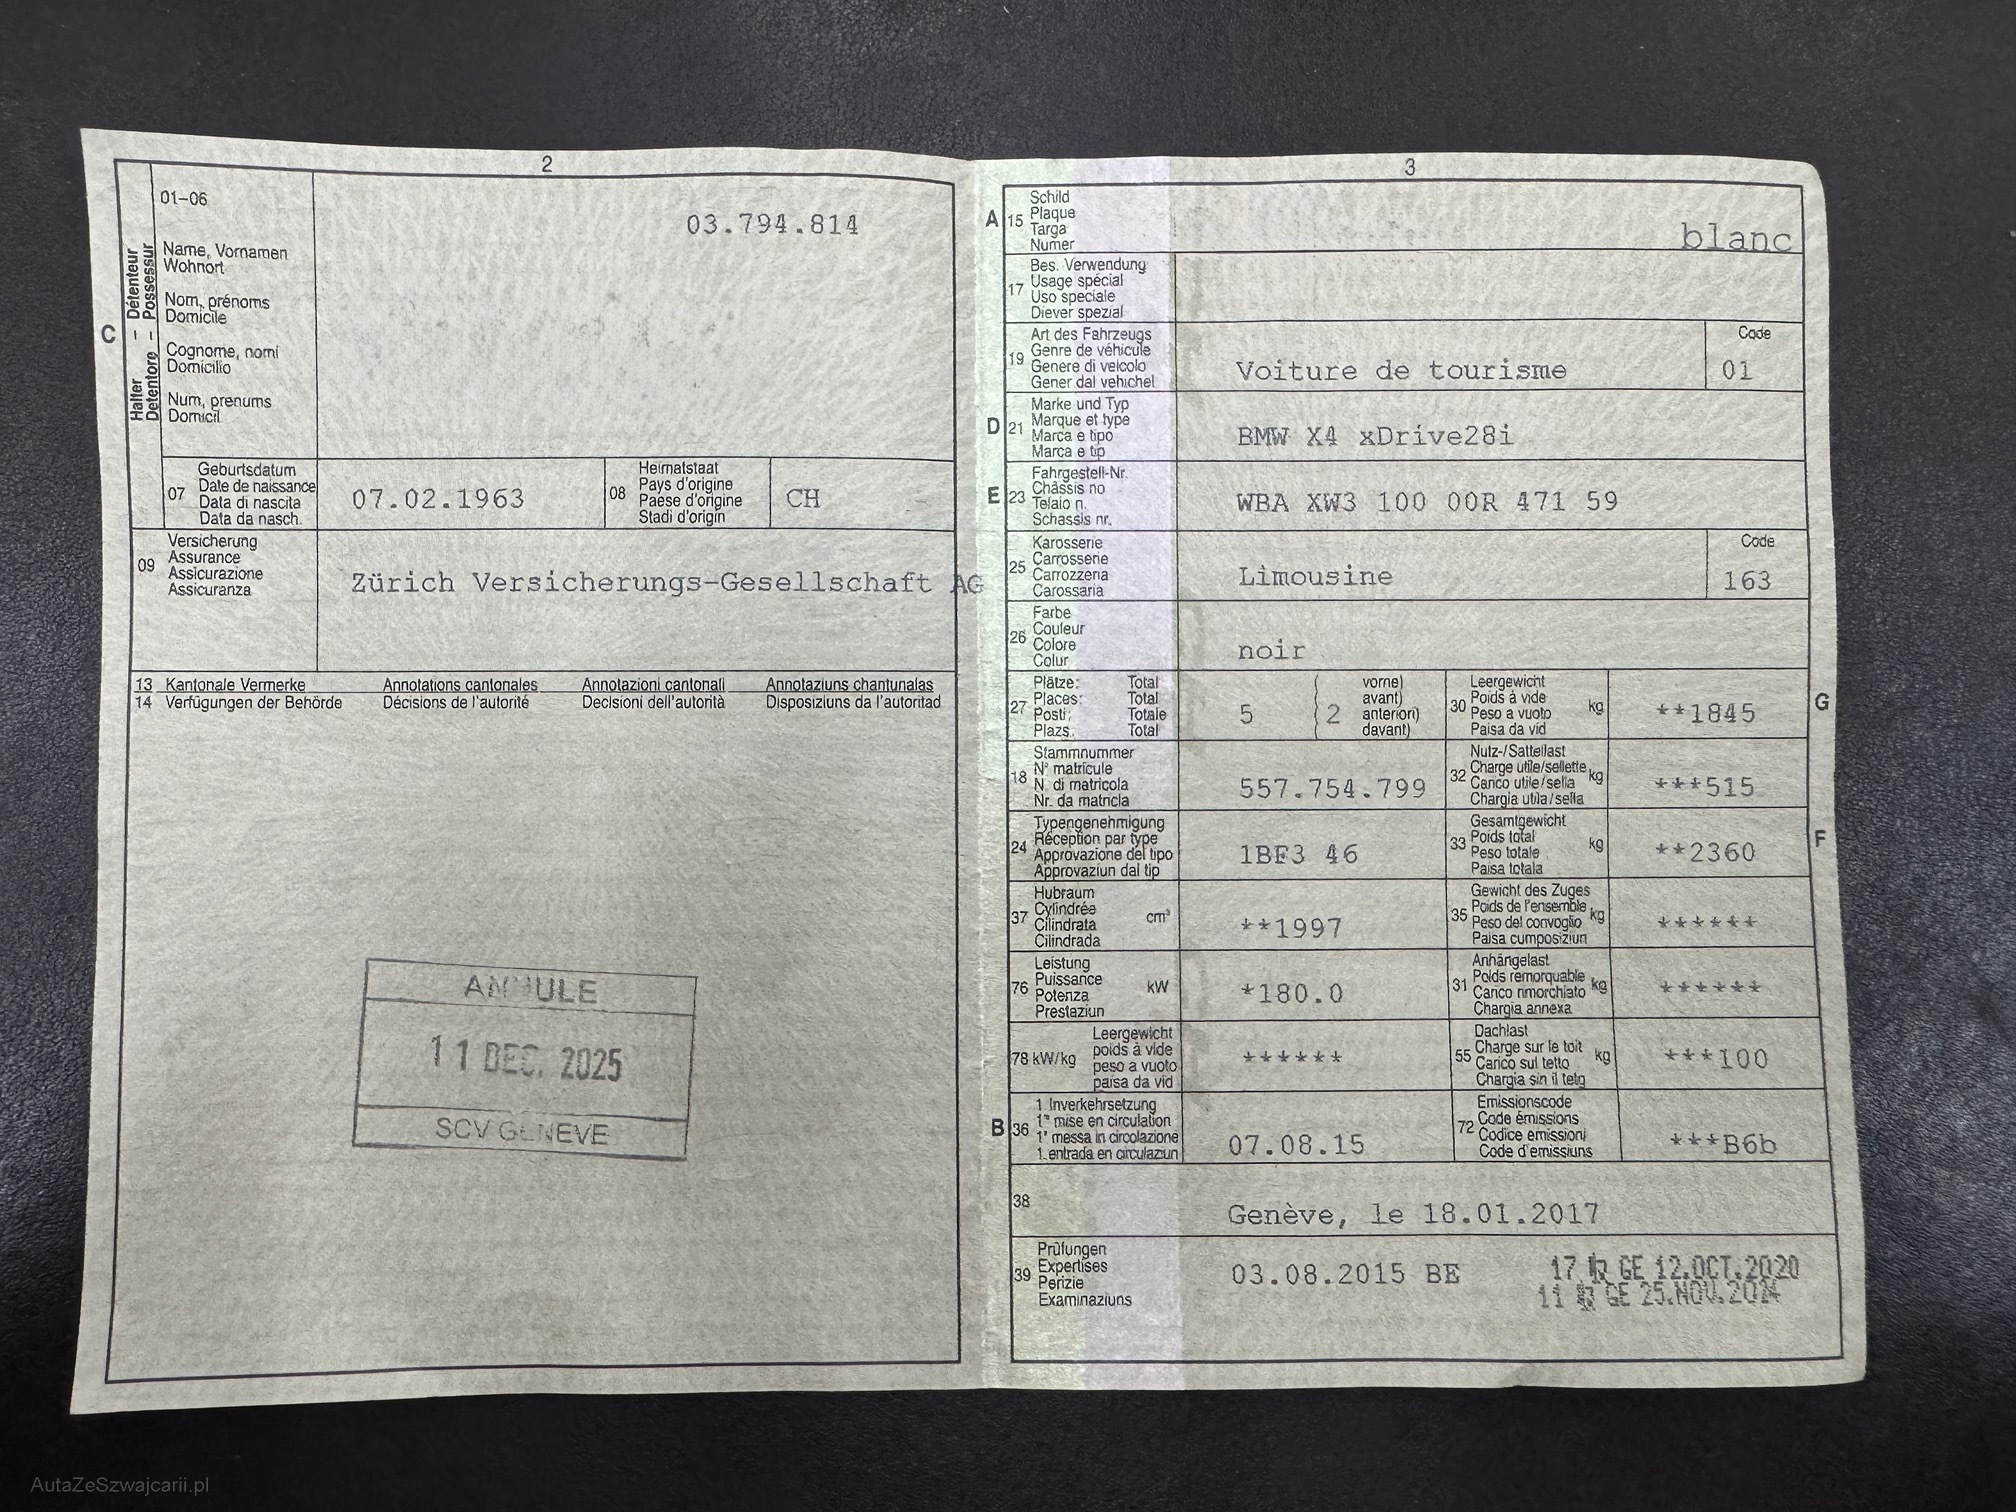 2
01-06
03.794.814
Halter - Détenteur
Detentore - Possessur
C
Name, Vornamen
Wohnort
Nom, prénoms
Domicile
Cognome, nomi
Domicilio
Num, prenums
Domicil
07
Geburtsdatum
Date de naissance
Data di nascita
Data da nasch.
07.02.1963
08
Heimatstaat
Pays d'origine
Paese d'origine
Stadi d'origin
CH
09
Versicherung
Assurance
Assicurazione
Assicuranza
Zürich Versicherungs-Gesellschaft AG
13 Kantonale Vermerke Annotations cantonales Annotazioni cantonali Annotaziuns chantunalas
14 Verfügungen der Behörde Décisions de l'autorité Decisioni dell'autorità Disposiziuns da l'autoritad
ANNULE
11 DEC. 2025
SCV GENEVE
3
A 15
Schild
Plaque
Targa
Numer
blanc
17
Bes. Verwendung
Usage spécial
Uso speciale
Diever spezial
19
Art des Fahrzeugs
Genre de véhicule
Genere di veicolo
Gener dal vehichel
Voiture de tourisme
Code
01
D 21
Marke und Typ
Marque et type
Marca e tipo
Marca e tip
BMW X4 xDrive28i
E 23
Fahrgestell-Nr.
Châssis no
Telaio n.
Schassis nr.
WBA XW3 100 00R 471 59
25
Karosserie
Carrosserie
Carrozzeria
Carossaria
Limousine
Code
163
26
Farbe
Couleur
Colore
Colur
noir
27
Plätze: Total
Places: Total
Posti: Totale
Plazs: Total
5
2
vorne)
avant)
anteriori)
davant)
30
Leergewicht
Poids à vide
Peso a vuoto
Paisa da vid
kg
**1845
G
18
Stammnummer
N° matricule
N. di matricola
Nr. da matricla
557.754.799
32
Nutz-/Sattellast
Charge utile/sellette
Carico utile/sella
Chargia utila/sella
kg
***515
24
Typengenehmigung
Réception par type
Approvazione del tipo
Approvaziun dal tip
1BF3 46
33
Gesamtgewicht
Poids total
Peso totale
Paisa totala
kg
**2360
F
37
Hubraum
Cylindrée
Cilindrata
Cilindrada
cm³
**1997
35
Gewicht des Zuges
Poids de l'ensemble
Peso del convoglio
Paisa cumposiziun
kg
******
76
Leistung
Puissance
Potenza
Prestaziun
kW
*180.0
31
Anhängelast
Poids remorquable
Carico rimorchiato
Chargia annexa
kg
******
78 kW/kg
Leergewicht
poids à vide
peso a vuoto
paisa da vid
******
55
Dachlast
Charge sur le toit
Carico sul tetto
Chargia sin il tetg
kg
***100
B 36
1. Inverkehrsetzung
1re mise en circulation
1a messa in circolazione
1. entrada en circulaziun
07.08.15
72
Emissionscode
Code émissions
Codice emissioni
Code d'emissiuns
***B6b
38
Genève, le 18.01.2017
39
Prüfungen
Expertises
Perizie
Examinaziuns
03.08.2015 BE
17 GE 12.OCT.2020
11 GE 25.NOV.2024
AutaZeSzwajcarii.pl